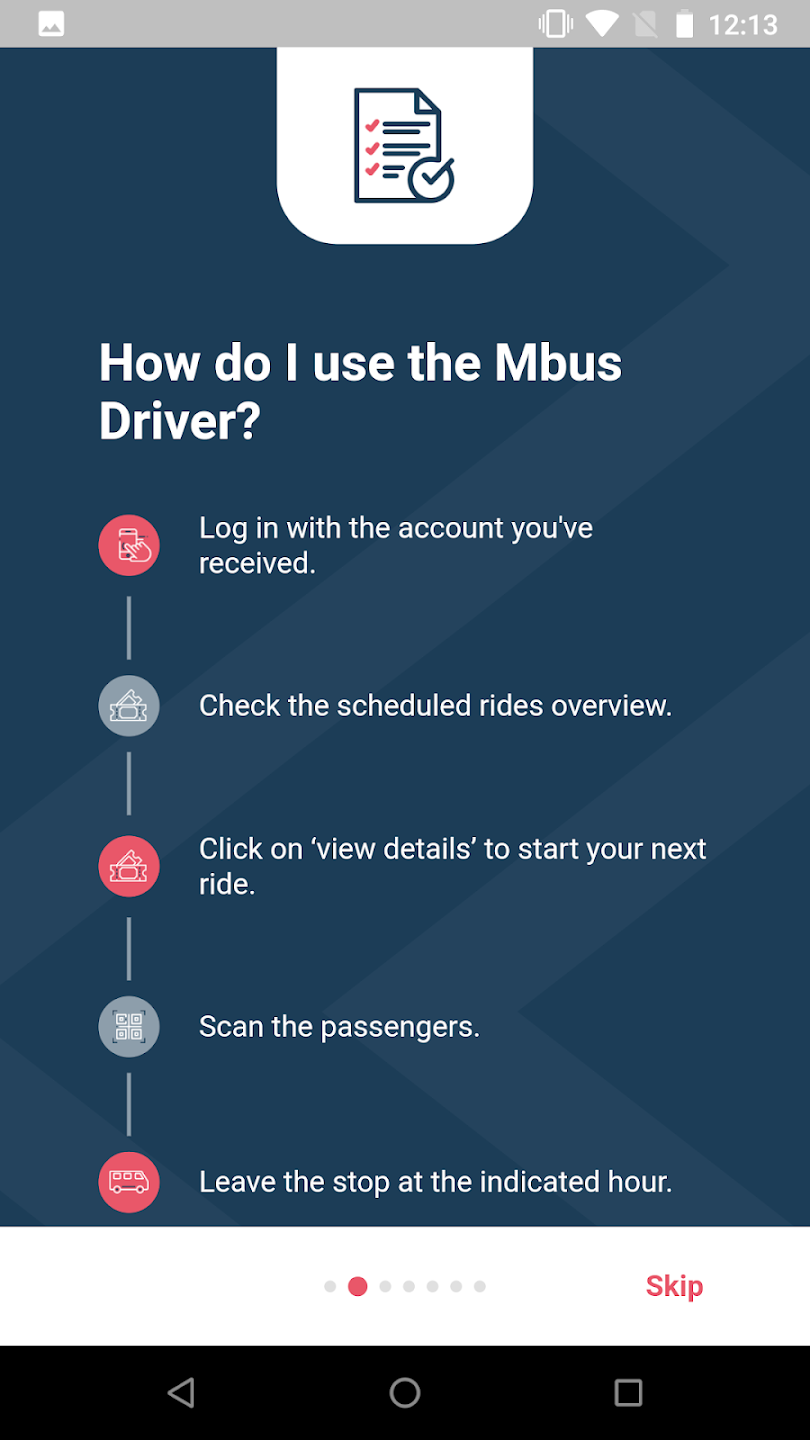 12:13
How do I use the Mbus
Driver?
Log in with the account you've
received.
Check the scheduled rides overview.
Click on ‘view details’ to start your next
ride.
Scan the passengers.
Leave the stop at the indicated hour.
Skip